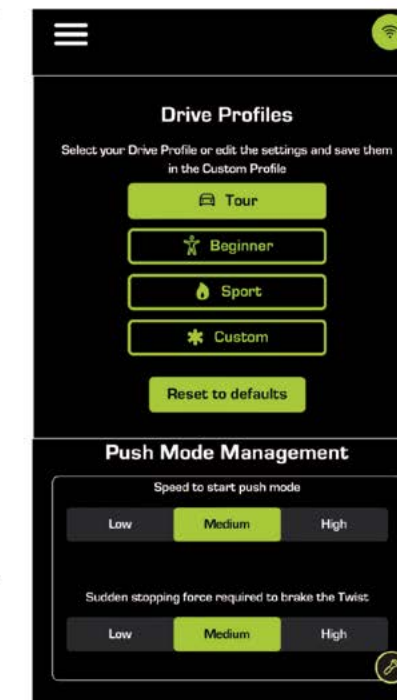 Drive Profiles
Select your Drive Profile or edit the settings and save them
in the Custom Profile
Tour
Beginner
Sport
Custom
Reset to defaults
Push Mode Management
Speed to start push mode
Low Medium High
Sudden stopping force required to brake the Twist
Low Medium High